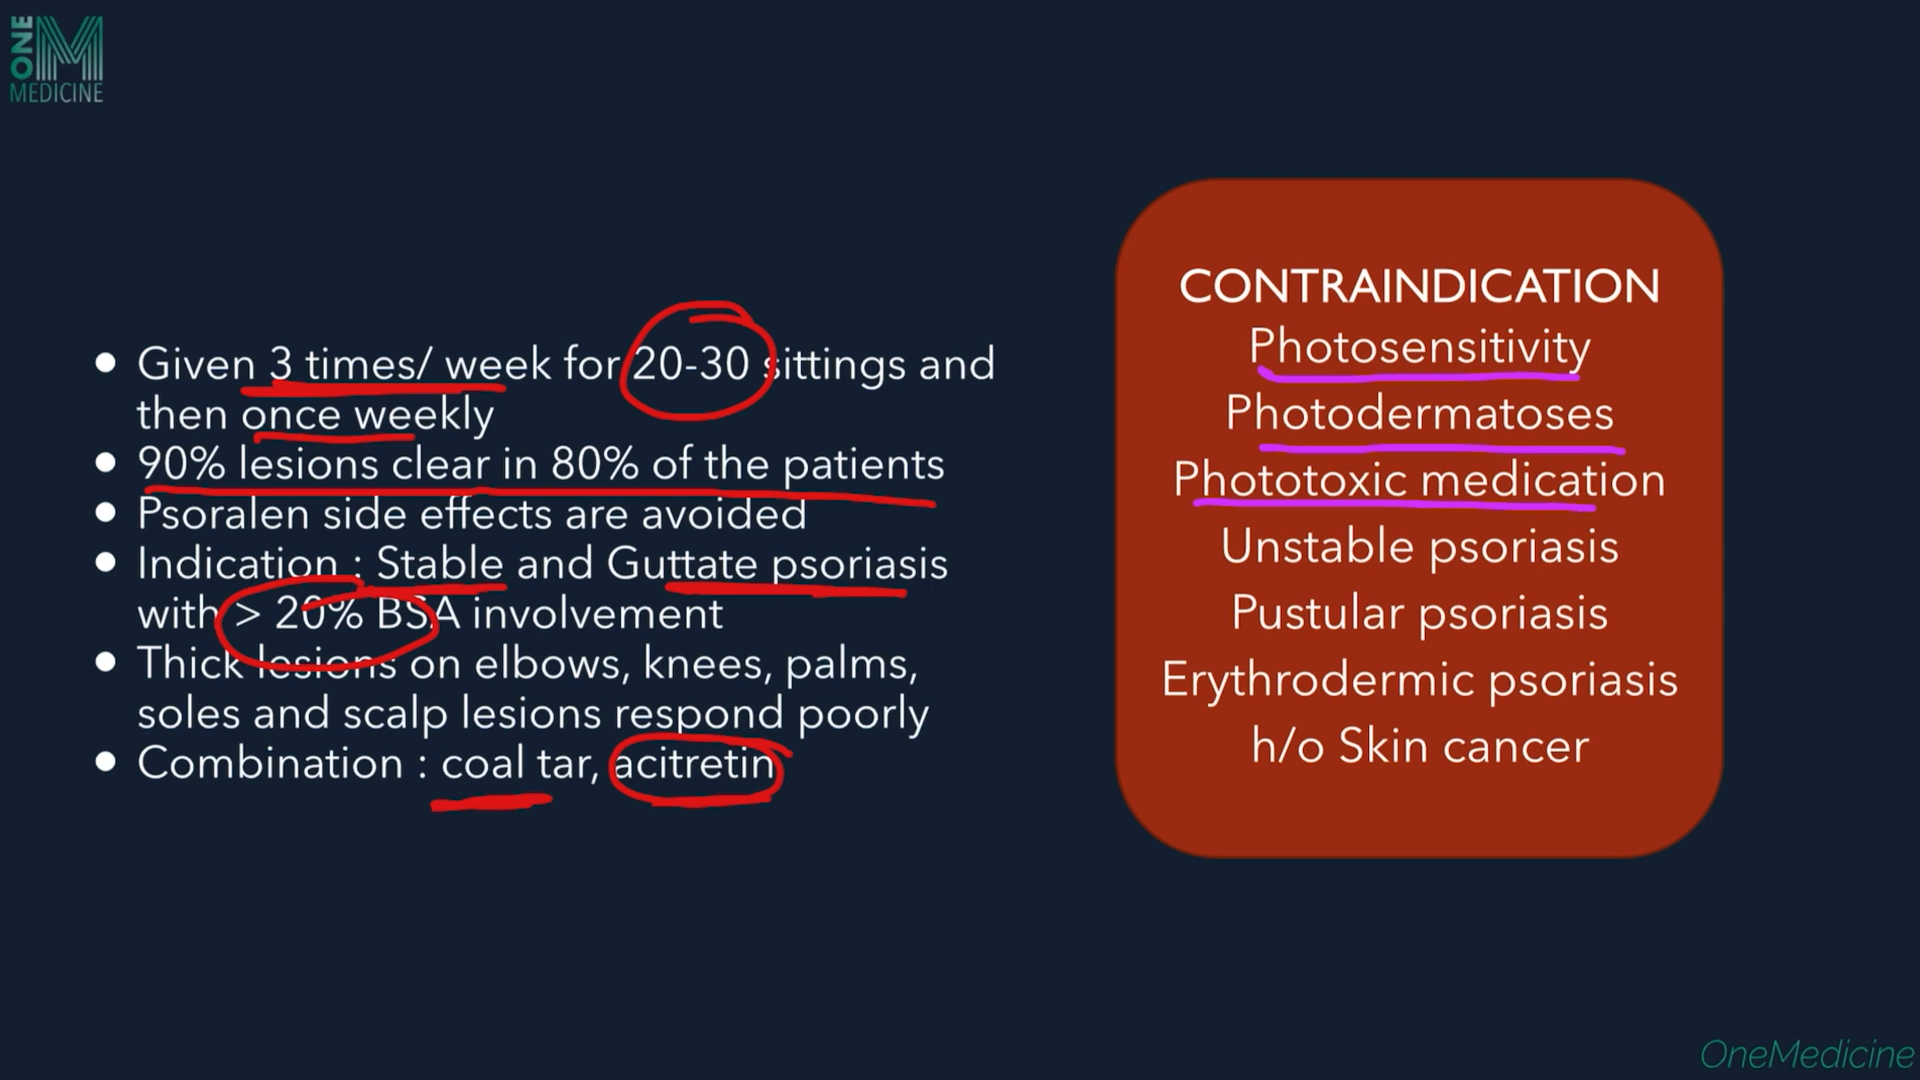 ONE
MEDICINE
• Given 3 times/ week for 20-30 sittings and
then once weekly
• 90% lesions clear in 80% of the patients
• Psoralen side effects are avoided
• Indication : Stable and Guttate psoriasis
with > 20% BSA involvement
• Thick lesions on elbows, knees, palms,
soles and scalp lesions respond poorly
• Combination : coal tar, acitretin
CONTRAINDICATION
Photosensitivity
Photodermatoses
Phototoxic medication
Unstable psoriasis
Pustular psoriasis
Erythrodermic psoriasis
h/o Skin cancer
OneMedicine